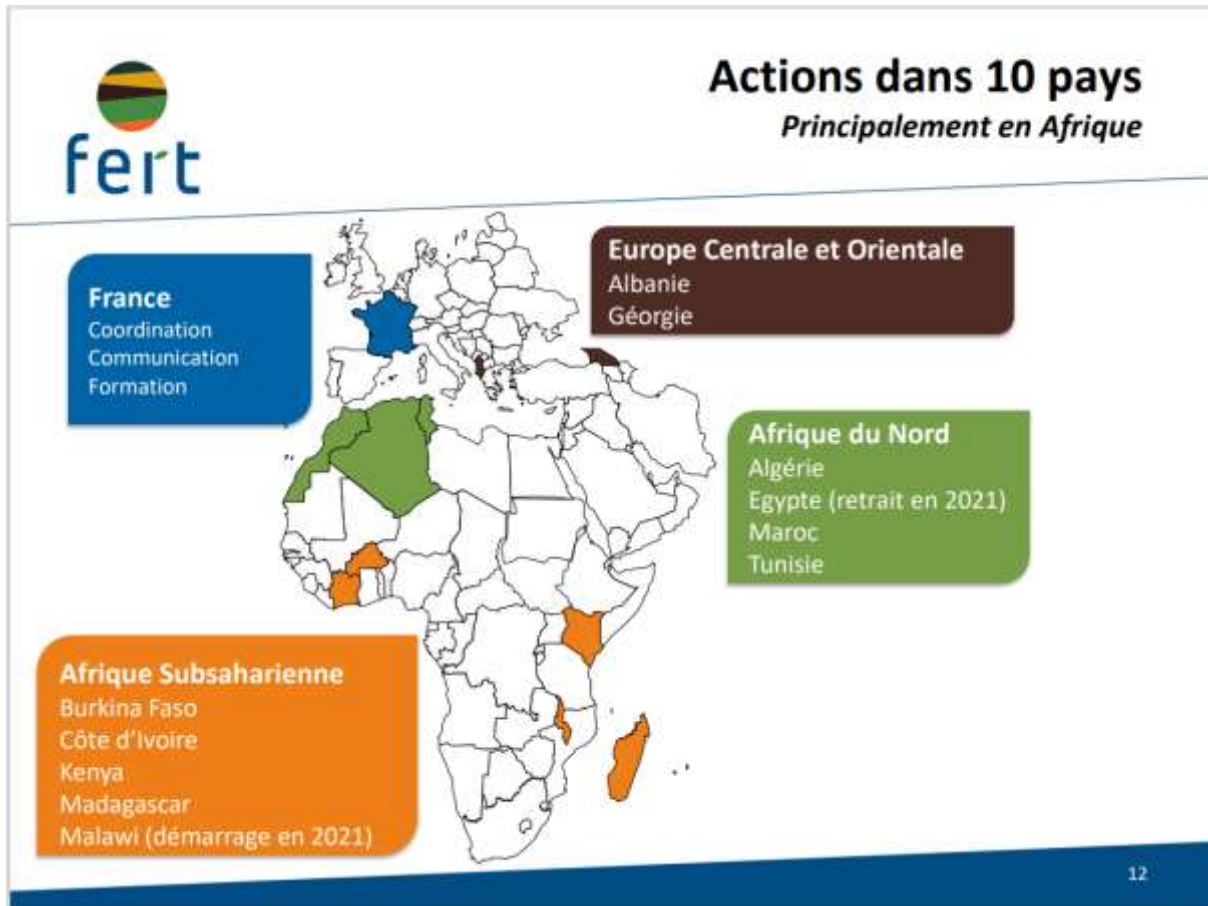 fert
Actions dans 10 pays
Principalement en Afrique
France
Coordination
Communication
Formation
Europe Centrale et Orientale
Albanie
Géorgie
Afrique du Nord
Algérie
Egypte (retrait en 2021)
Maroc
Tunisie
Afrique Subsaharienne
Burkina Faso
Côte d’Ivoire
Kenya
Madagascar
Malawi (démarrage en 2021)
12